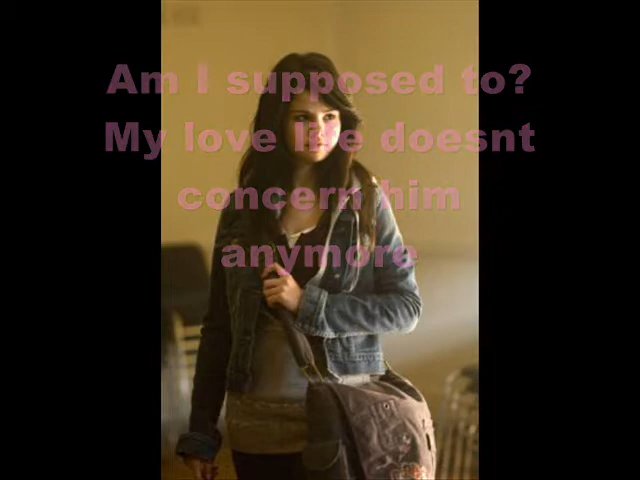 Am I supposed to?
My love life doesnt
concern him
anymore